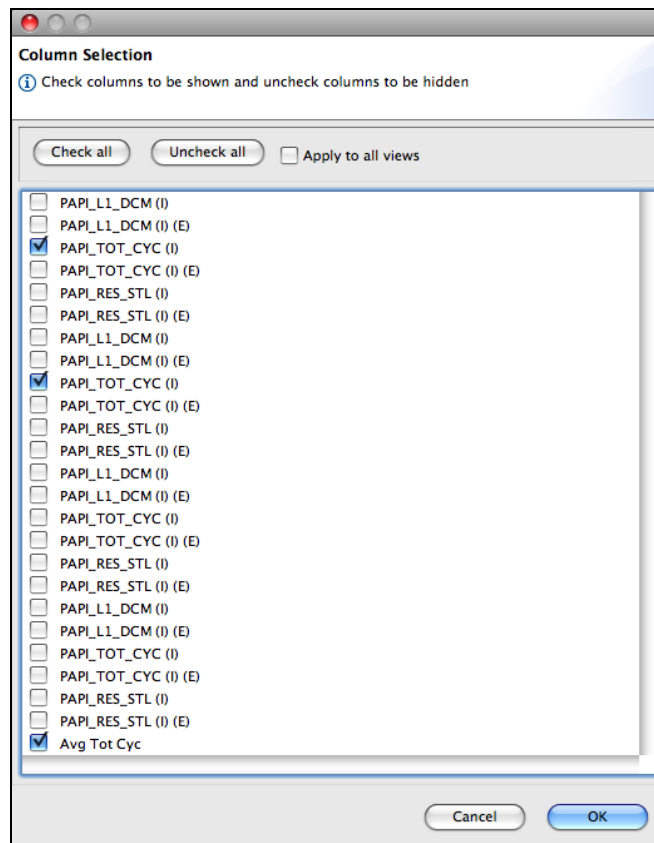 Column Selection
Check columns to be shown and uncheck columns to be hidden
Check all Uncheck all Apply to all views
PAPI_L1_DCM (I)
PAPI_L1_DCM (I) (E)
PAPI_TOT_CYC (I)
PAPI_TOT_CYC (I) (E)
PAPI_RES_STL (I)
PAPI_RES_STL (I) (E)
PAPI_L1_DCM (I)
PAPI_L1_DCM (I) (E)
PAPI_TOT_CYC (I)
PAPI_TOT_CYC (I) (E)
PAPI_RES_STL (I)
PAPI_RES_STL (I) (E)
PAPI_L1_DCM (I)
PAPI_L1_DCM (I) (E)
PAPI_TOT_CYC (I)
PAPI_TOT_CYC (I) (E)
PAPI_RES_STL (I)
PAPI_RES_STL (I) (E)
PAPI_L1_DCM (I)
PAPI_L1_DCM (I) (E)
PAPI_TOT_CYC (I)
PAPI_TOT_CYC (I) (E)
PAPI_RES_STL (I)
PAPI_RES_STL (I) (E)
Avg Tot Cyc
Cancel OK